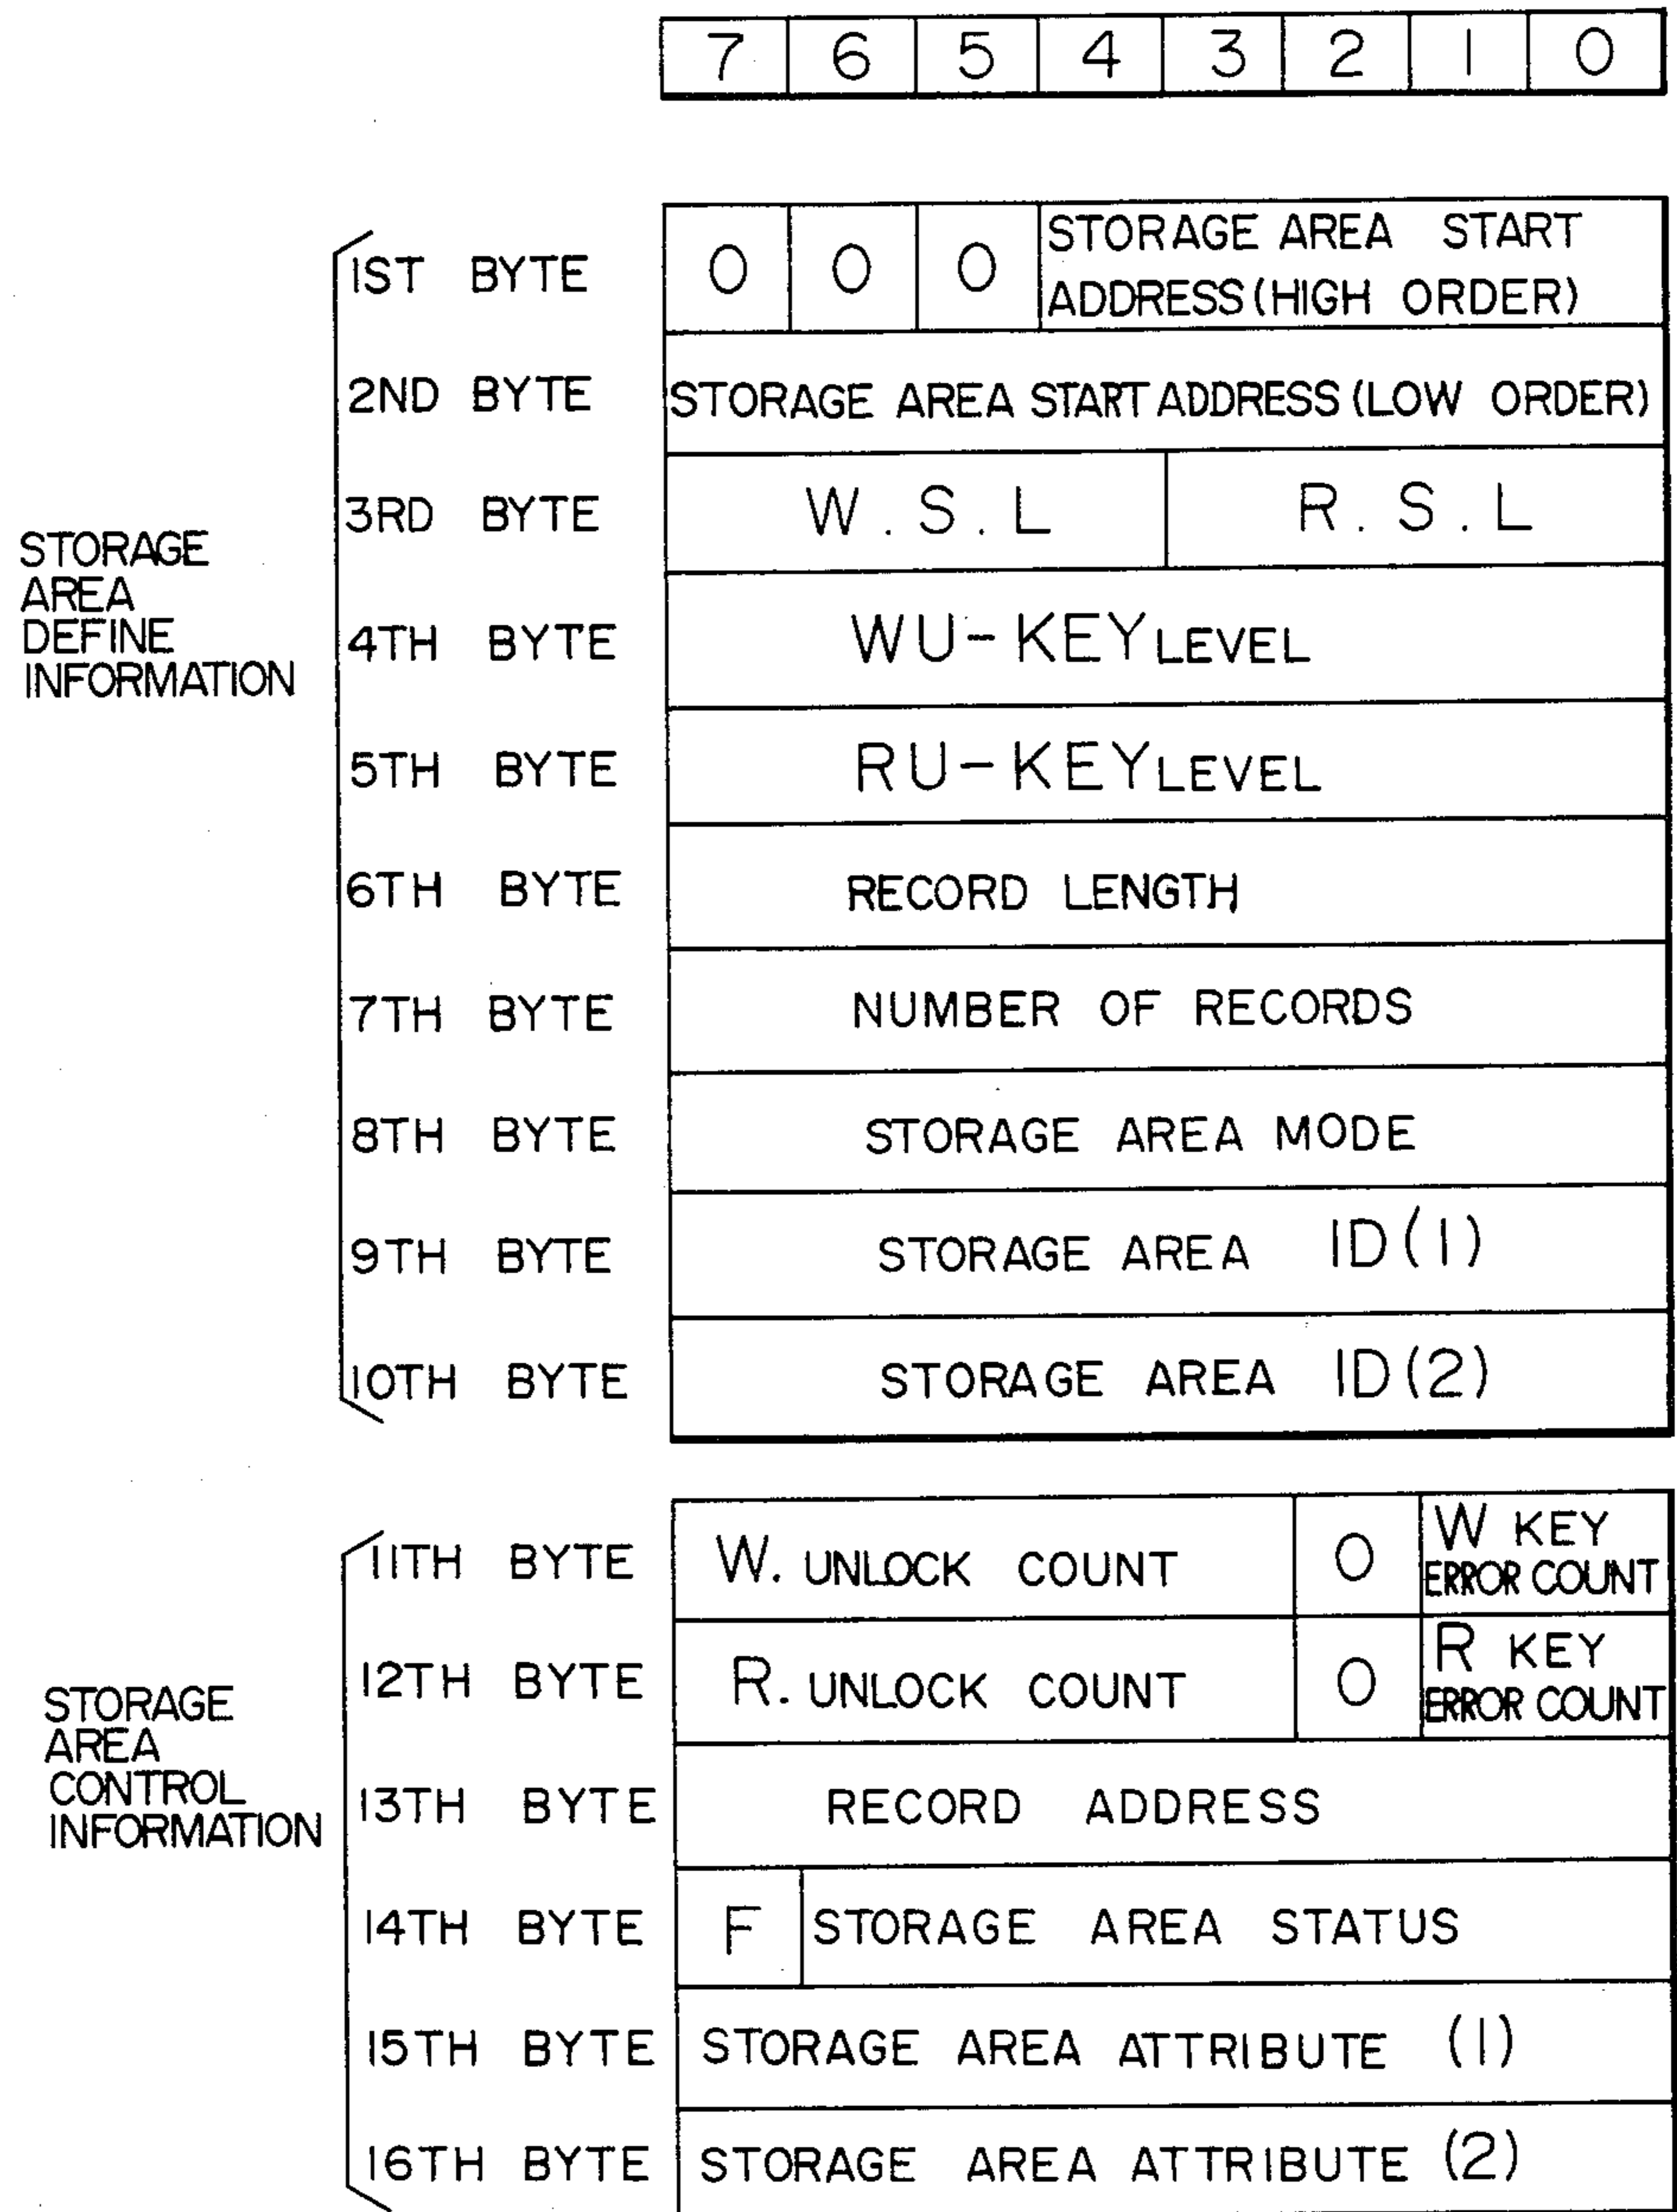 7 6 5 4 3 2 1 0
STORAGE AREA DEFINE INFORMATION
1ST BYTE 0 0 0 STORAGE AREA START ADDRESS (HIGH ORDER)
2ND BYTE STORAGE AREA START ADDRESS (LOW ORDER)
3RD BYTE W.S.L R.S.L
4TH BYTE WU-KEY LEVEL
5TH BYTE RU-KEY LEVEL
6TH BYTE RECORD LENGTH
7TH BYTE NUMBER OF RECORDS
8TH BYTE STORAGE AREA MODE
9TH BYTE STORAGE AREA ID(1)
10TH BYTE STORAGE AREA ID(2)
STORAGE AREA CONTROL INFORMATION
11TH BYTE W. UNLOCK COUNT 0 W KEY ERROR COUNT
12TH BYTE R. UNLOCK COUNT 0 R KEY ERROR COUNT
13TH BYTE RECORD ADDRESS
14TH BYTE F STORAGE AREA STATUS
15TH BYTE STORAGE AREA ATTRIBUTE (1)
16TH BYTE STORAGE AREA ATTRIBUTE (2)